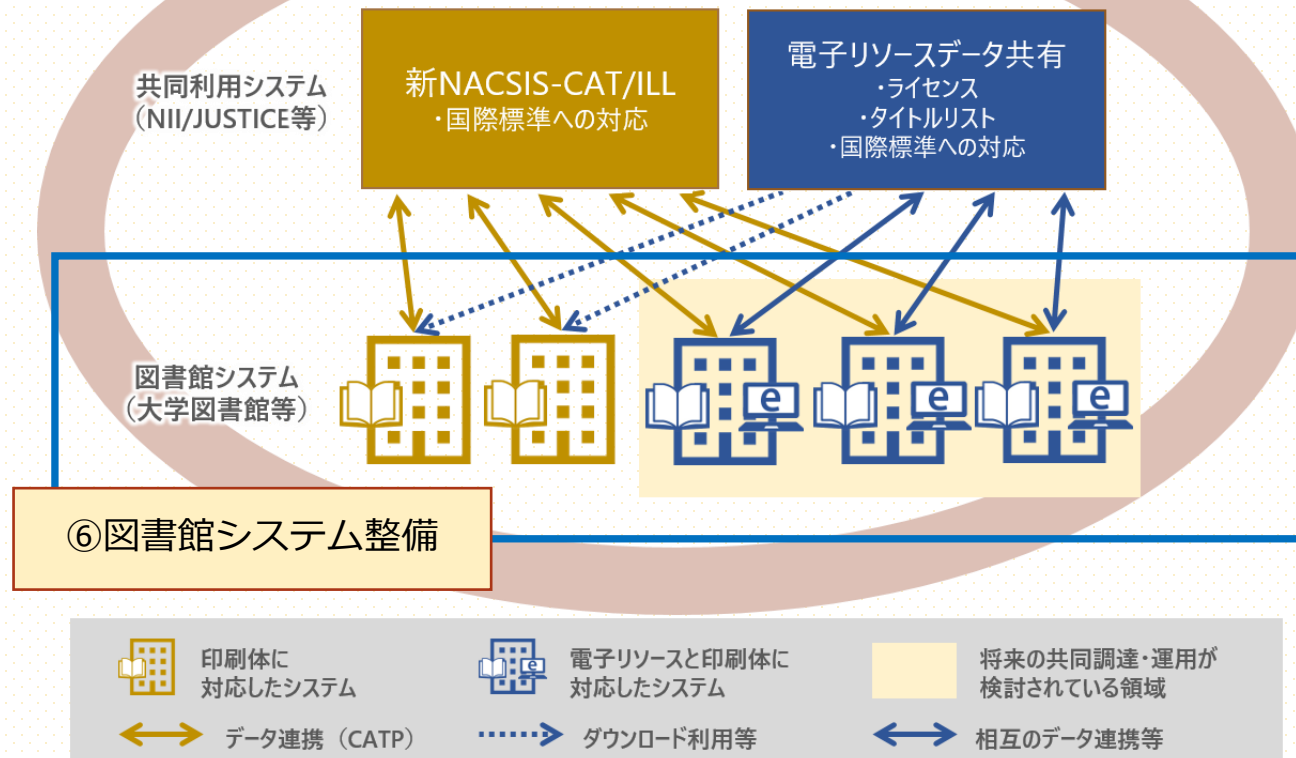 共同利用システム
（NII/JUSTICE等）
新NACSIS-CAT/ILL
・国際標準への対応
電子リソースデータ共有
・ライセンス
・タイトルリスト
・国際標準への対応
図書館システム
（大学図書館等）
e
e
e
⑥図書館システム整備
印刷体に
対応したシステム
e
電子リソースと印刷体に
対応したシステム
将来の共同調達・運用が
検討されている領域
データ連携（CATP）
ダウンロード利用等
相互のデータ連携等